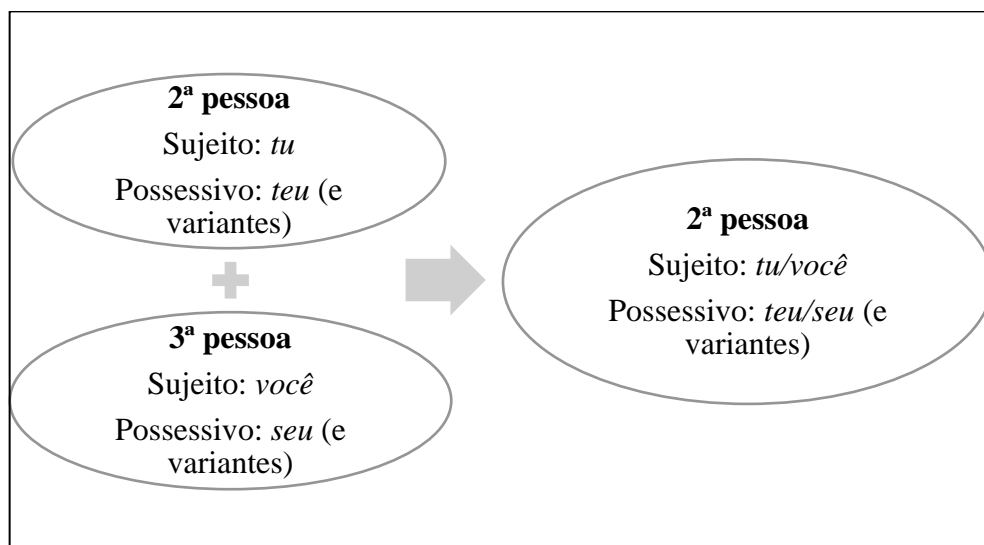 2ª pessoa
Sujeito: tu
Possessivo: teu (e
variantes)
3ª pessoa
Sujeito: você
Possessivo: seu (e
variantes)
2ª pessoa
Sujeito: tu/você
Possessivo: teu/seu (e
variantes)